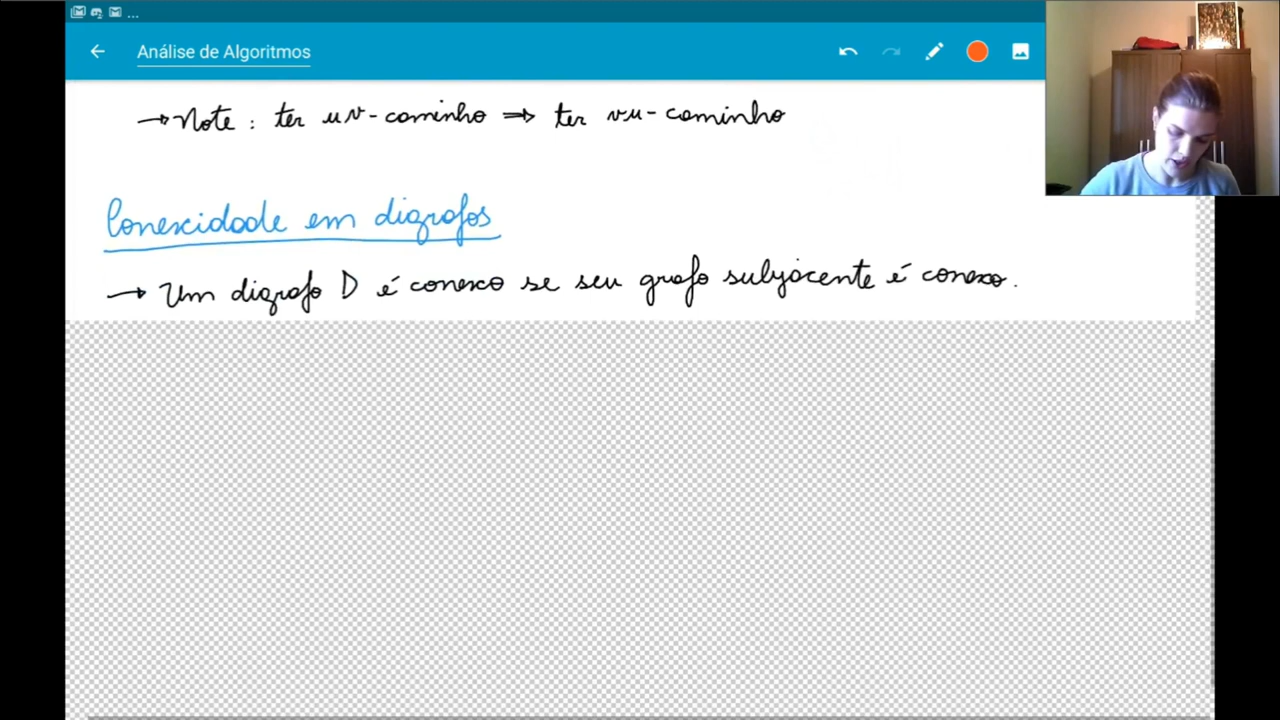 ...
Análise de Algoritmos
→ Note: ter uv-caminho ⇒ ter vu-caminho
Conexidade em digrafos
→ Um digrafo D é conexo se seu grafo subjacente é conexo.